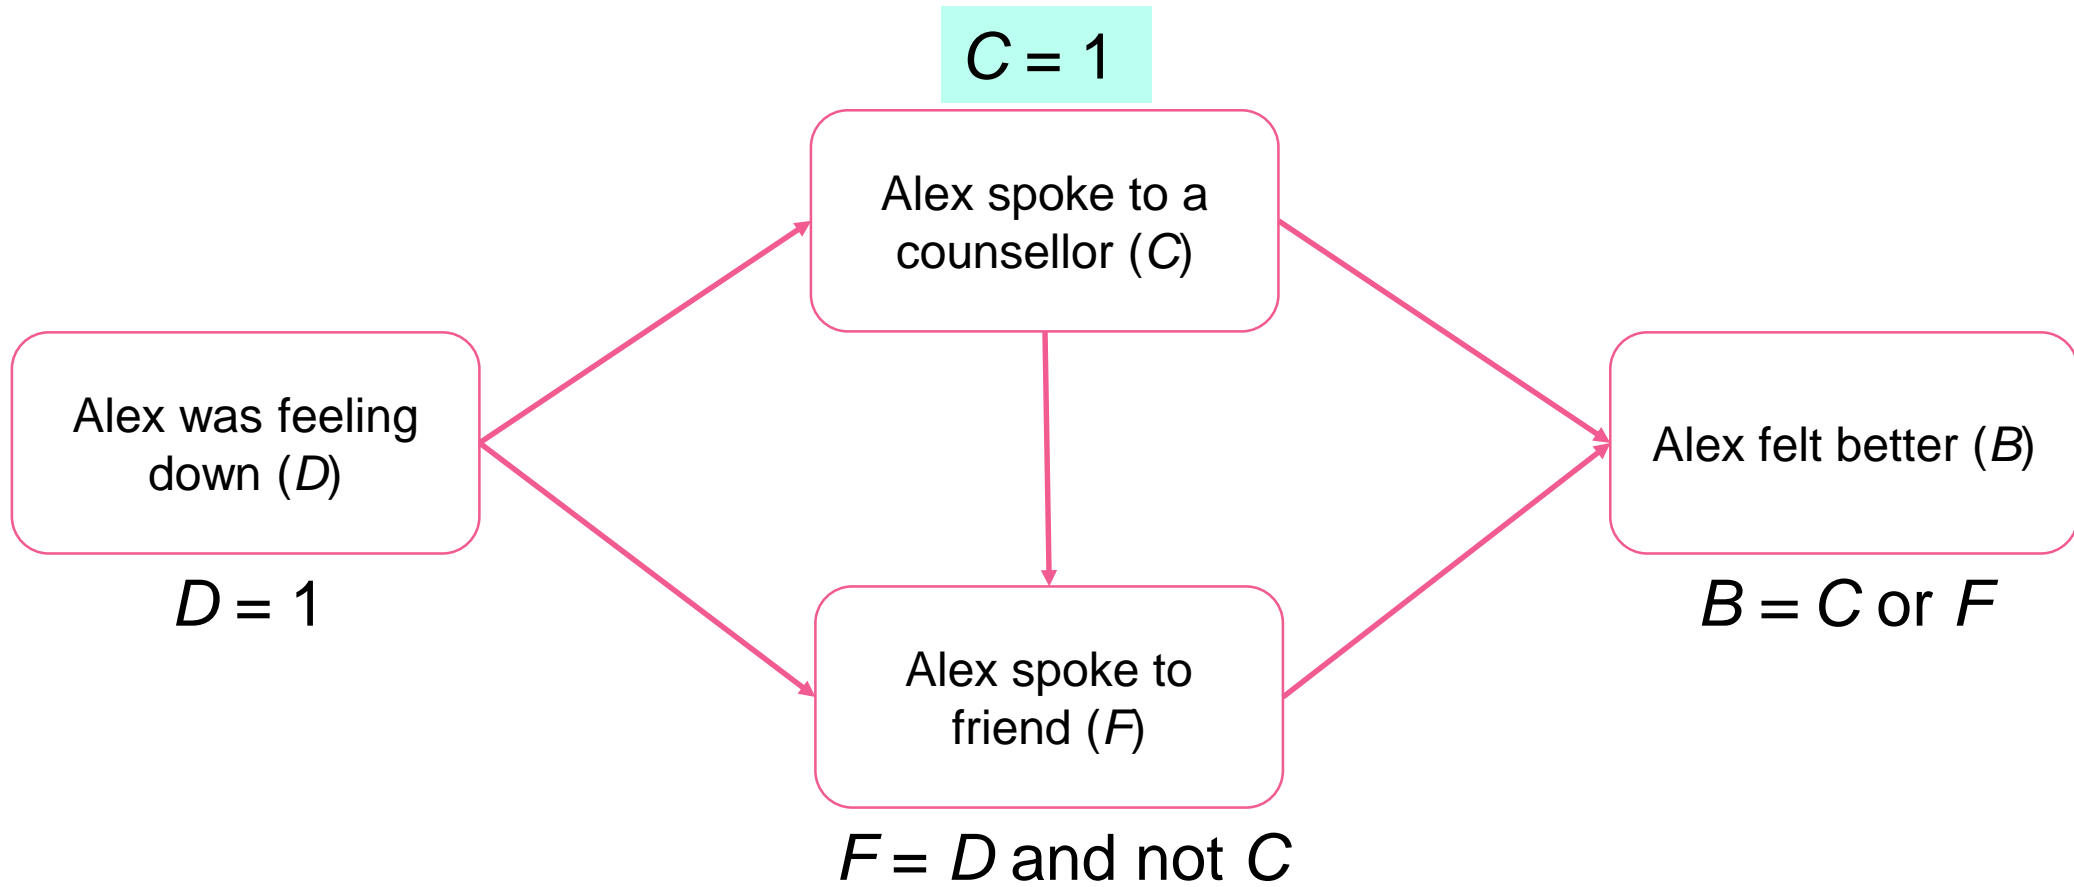 C = 1
Alex spoke to a
counsellor (C)
Alex was feeling
down (D)
D = 1
Alex felt better (B)
B = C or F
Alex spoke to
friend (F)
F = D and not C